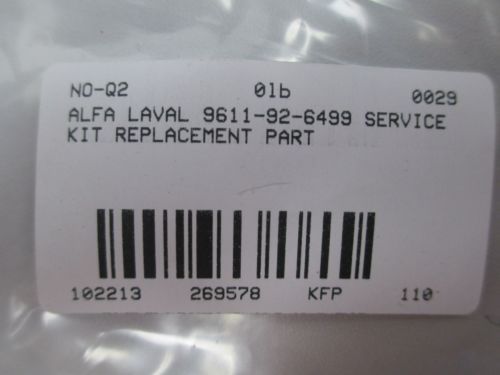 NO-Q2 0lb 0029
ALFA LAVAL 9611-92-6499 SERVICE
KIT REPLACEMENT PART
102213 269578 KFP 110